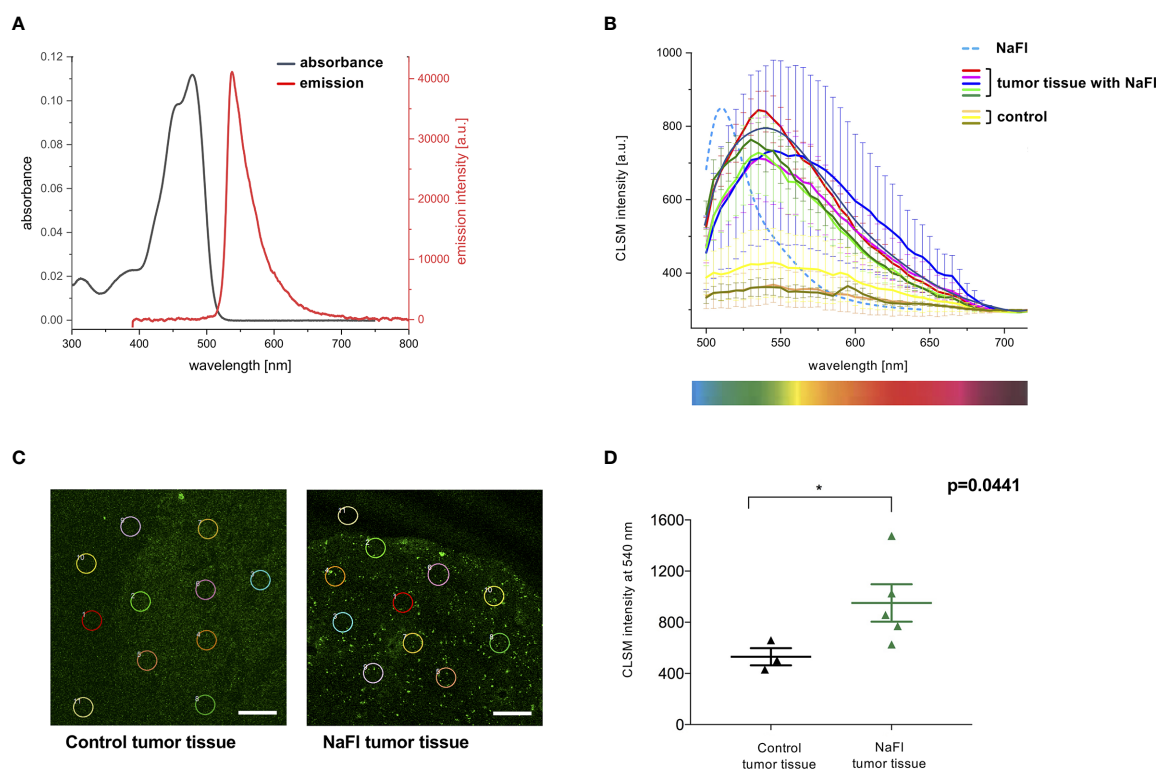 A
0.12
0.10
0.08
0.06
0.04
0.02
0.00
absorbance
300
400
500
600
700
800
wavelength [nm]
40000
30000
20000
10000
0
emission intensity [a.u.]
absorbance
emission
B
1000
800
600
400
CLSM intensity [a.u.]
500
550
600
650
700
wavelength [nm]
NaFl
tumor tissue with NaFl
control
C
Control tumor tissue
NaFl tumor tissue
D
p=0.0441
*
1600
1200
800
400
0
CLSM intensity at 540 nm
Control
tumor tissue
NaFl
tumor tissue